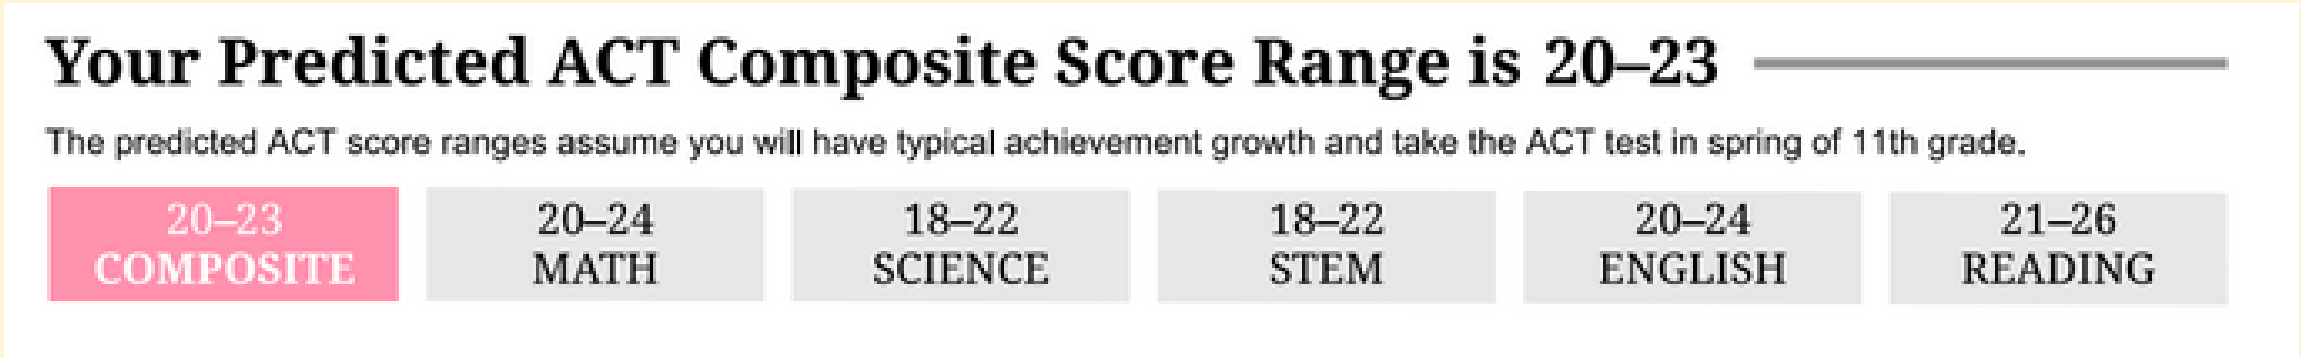 Your Predicted ACT Composite Score Range is 20–23
The predicted ACT score ranges assume you will have typical achievement growth and take the ACT test in spring of 11th grade.
20–23
COMPOSITE
20–24
MATH
18–22
SCIENCE
18–22
STEM
20–24
ENGLISH
21–26
READING